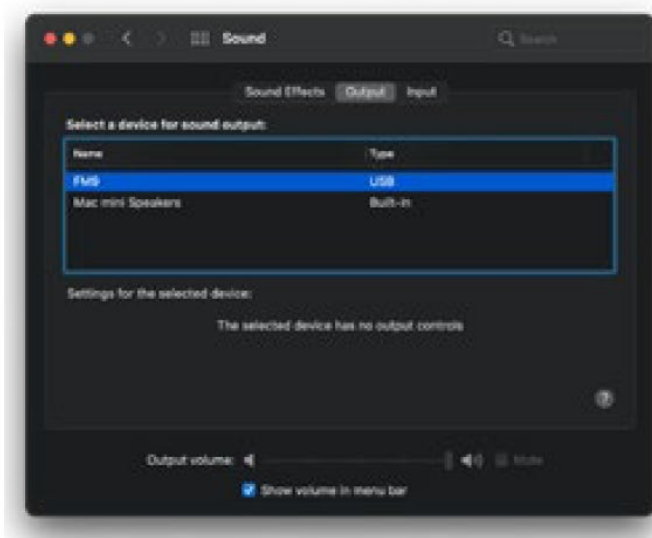 Sound
Search
Sound Effects Output Input
Select a device for sound output:
Name Type
FM9 USB
Mac mini Speakers Built-in
Settings for the selected device:
The selected device has no output controls
?
Output volume: Mute
Show volume in menu bar